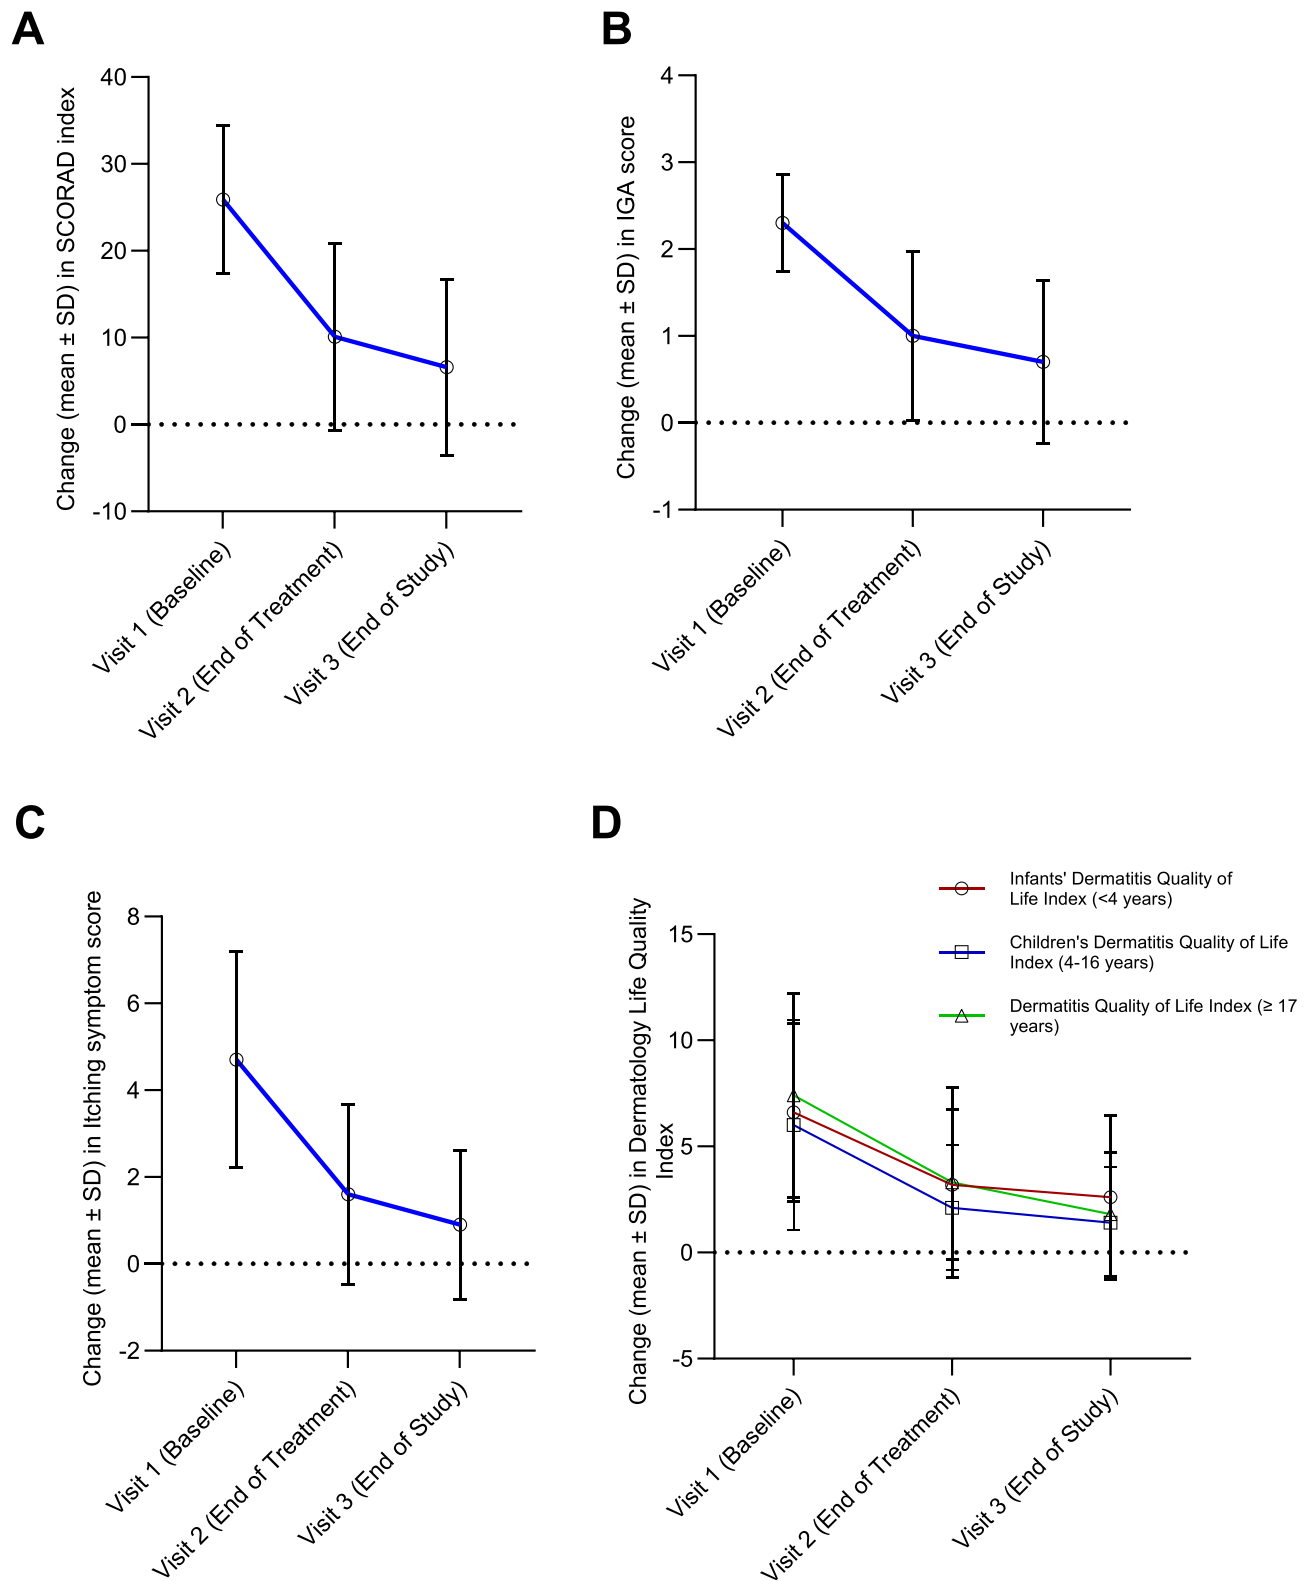 A
Change (mean ± SD) in SCORAD index
40
30
20
10
0
-10
Visit 1 (Baseline)
Visit 2 (End of Treatment)
Visit 3 (End of Study)
B
Change (mean ± SD) in IGA score
4
3
2
1
0
-1
Visit 1 (Baseline)
Visit 2 (End of Treatment)
Visit 3 (End of Study)
C
Change (mean ± SD) in Itching symptom score
8
6
4
2
0
-2
Visit 1 (Baseline)
Visit 2 (End of Treatment)
Visit 3 (End of Study)
D
Infants' Dermatitis Quality of
Life Index (<4 years)
Children's Dermatitis Quality of Life
Index (4-16 years)
Dermatitis Quality of Life Index (≥ 17
years)
Change (mean ± SD) in Dermatology Life Quality
Index
15
10
5
0
-5
Visit 1 (Baseline)
Visit 2 (End of Treatment)
Visit 3 (End of Study)